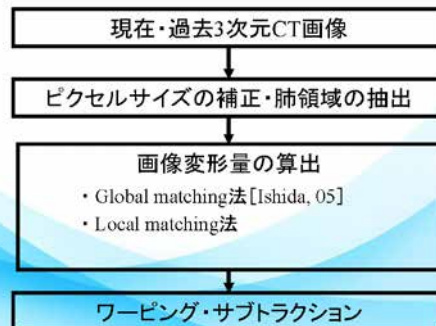 現在・過去3次元CT画像
ピクセルサイズの補正・肺領域の抽出
画像変形量の算出
・Global matching法[Ishida, 05]
・Local matching法
ワーピング・サブトラクション